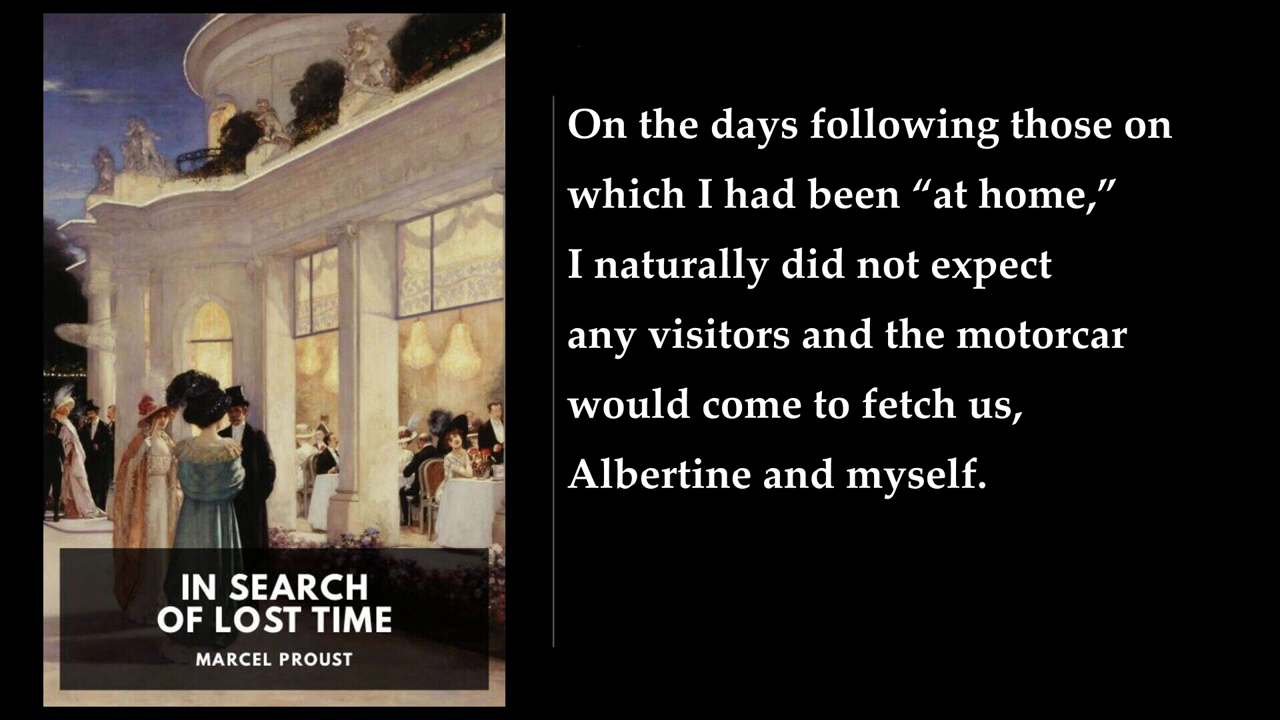 IN SEARCH
OF LOST TIME
MARCEL PROUST
On the days following those on
which I had been “at home,”
I naturally did not expect
any visitors and the motorcar
would come to fetch us,
Albertine and myself.